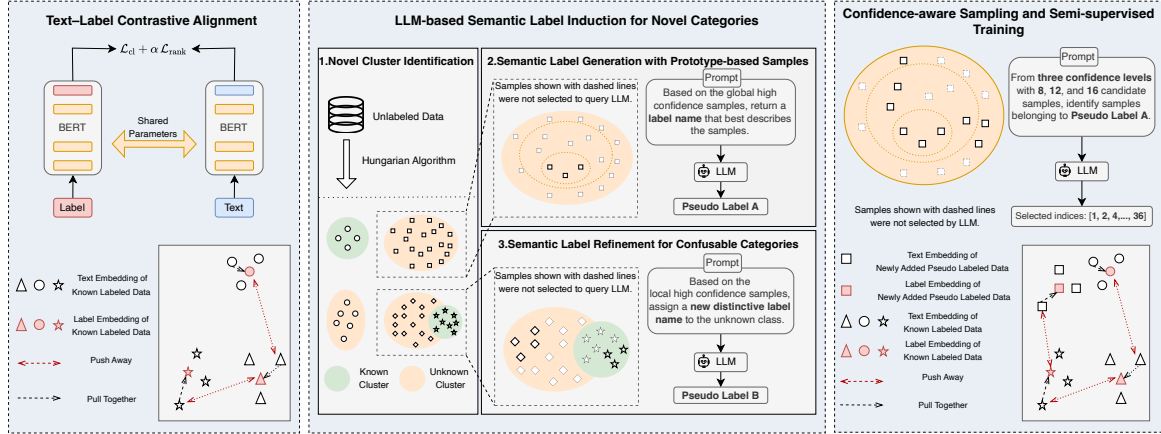 Text–Label Contrastive Alignment
ℒcl + α ℒrank
BERT
BERT
Shared
Parameters
Label
Text
Text Embedding of
Known Labeled Data
Label Embedding of
Known Labeled Data
Push Away
Pull Together
LLM-based Semantic Label Induction for Novel Categories
1.Novel Cluster Identification
Unlabeled Data
Hungarian Algorithm
Known
Cluster
Unknown
Cluster
2.Semantic Label Generation with Prototype-based Samples
Samples shown with dashed lines
were not selected to query LLM.
Prompt
Based on the global high
confidence samples, return a
label name that best describes
the samples.
LLM
Pseudo Label A
3.Semantic Label Refinement for Confusable Categories
Samples shown with dashed lines
were not selected to query LLM.
Prompt
Based on the
local high confidence samples,
assign a new distinctive label
name to the unknown class.
LLM
Pseudo Label B
Confidence-aware Sampling and Semi-supervised
Training
Prompt
From three confidence levels
with 8, 12, and 16 candidate
samples, identify samples
belonging to Pseudo Label A.
LLM
Samples shown with dashed lines
were not selected by LLM.
Selected indices: [1, 2, 4,..., 36]
Text Embedding of
Newly Added Pseudo Labeled Data
Label Embedding of
Newly Added Pseudo Labeled Data
Text Embedding of
Known Labeled Data
Label Embedding of
Known Labeled Data
Push Away
Pull Together